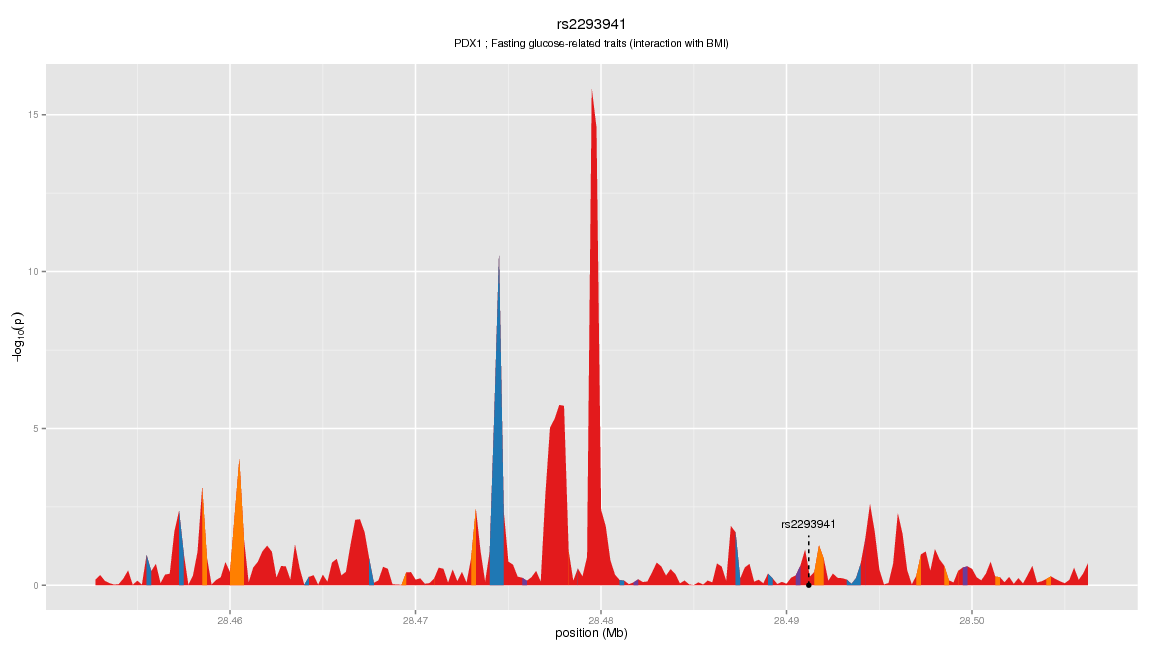 rs2293941
PDX1 ; Fasting glucose-related traits (interaction with BMI)
15
10
5
0
−log10(p)
rs2293941
28.46 28.47 28.48 28.49 28.50
position (Mb)